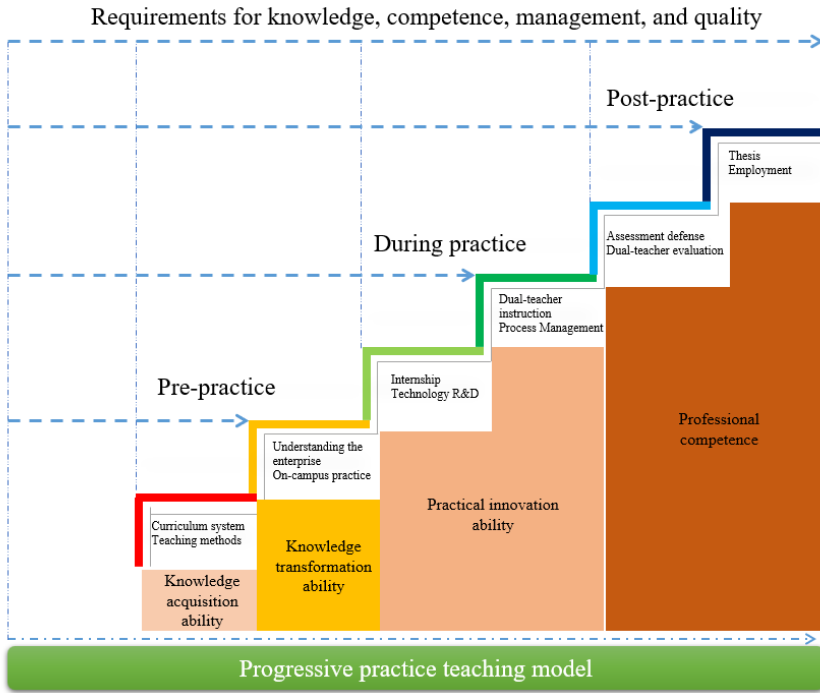 Requirements for knowledge, competence, management, and quality
Post-practice
Thesis
Employment
During practice
Assessment defense
Dual-teacher evaluation
Dual-teacher
instruction
Process Management
Pre-practice
Internship
Technology R&D
Professional
competence
Understanding the
enterprise
On-campus practice
Practical innovation
ability
Curriculum system
Teaching methods
Knowledge
transformation
ability
Knowledge
acquisition
ability
Progressive practice teaching model